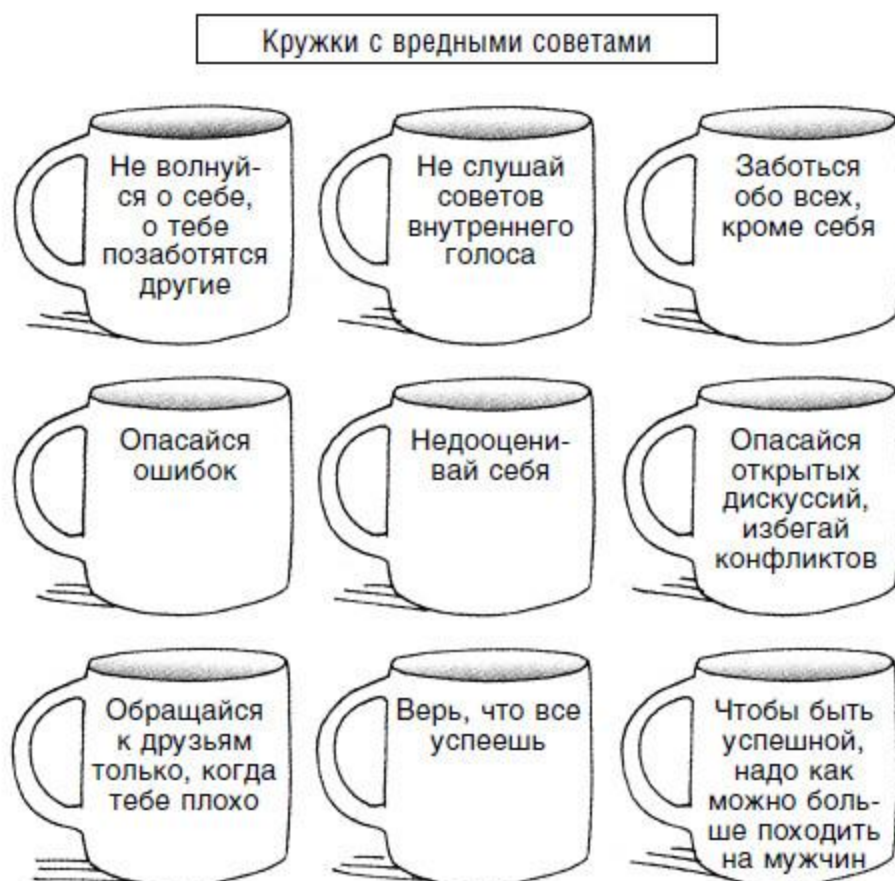 Кружки с вредными советами
Не волнуй-
ся о себе,
о тебе
позаботятся
другие
Не слушай
советов
внутреннего
голоса
Заботься
обо всех,
кроме себя
Опасайся
ошибок
Недооцени-
вай себя
Опасайся
открытых
дискуссий,
избегай
конфликтов
Обращайся
к друзьям
только, когда
тебе плохо
Верь, что все
успеешь
Чтобы быть
успешной,
надо как
можно боль-
ше походить
на мужчин